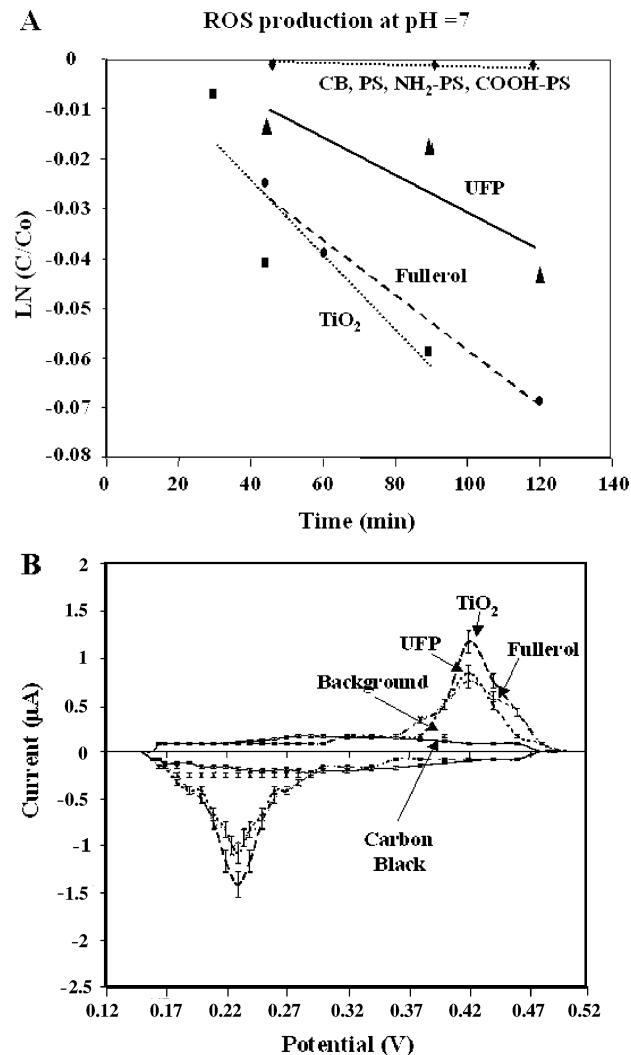 A
ROS production at pH =7
0
-0.01
-0.02
-0.03
-0.04
-0.05
-0.06
-0.07
-0.08
LN (C/Co)
CB, PS, NH₂-PS, COOH-PS
UFP
Fullerol
TiO₂
0 20 40 60 80 100 120 140
Time (min)
B
2
1.5
1
0.5
0
-0.5
-1
-1.5
-2
-2.5
Current (μA)
TiO₂
UFP
Fullerol
Background
Carbon
Black
0.12 0.17 0.22 0.27 0.32 0.37 0.42 0.47 0.52
Potential (V)